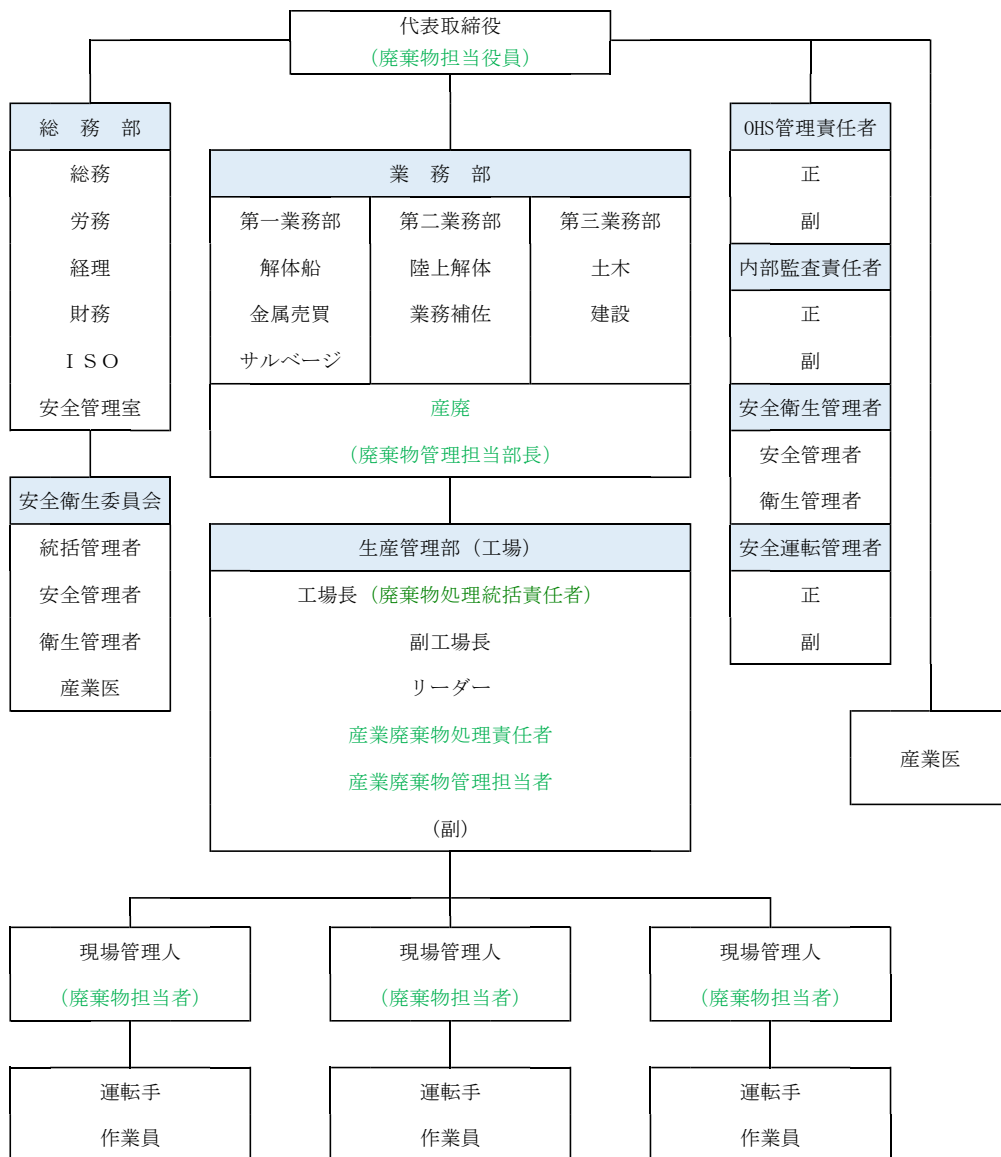 代表取締役
(廃棄物担当役員)
総　務　部
総務
労務
経理
財務
ＩＳＯ
安全管理室
安全衛生委員会
統括管理者
安全管理者
衛生管理者
産業医
業　務　部
第一業務部
解体船
金属売買
サルベージ
第二業務部
陸上解体
業務補佐
第三業務部
土木
建設
産廃
(廃棄物管理担当部長)
生産管理部（工場）
工場長（廃棄物処理統括責任者）
副工場長
リーダー
産業廃棄物処理責任者
産業廃棄物管理担当者
(副)
OHS管理責任者
正
副
内部監査責任者
正
副
安全衛生管理者
安全管理者
衛生管理者
安全運転管理者
正
副
産業医
現場管理人
(廃棄物担当者)
運転手
作業員
現場管理人
(廃棄物担当者)
運転手
作業員
現場管理人
(廃棄物担当者)
運転手
作業員